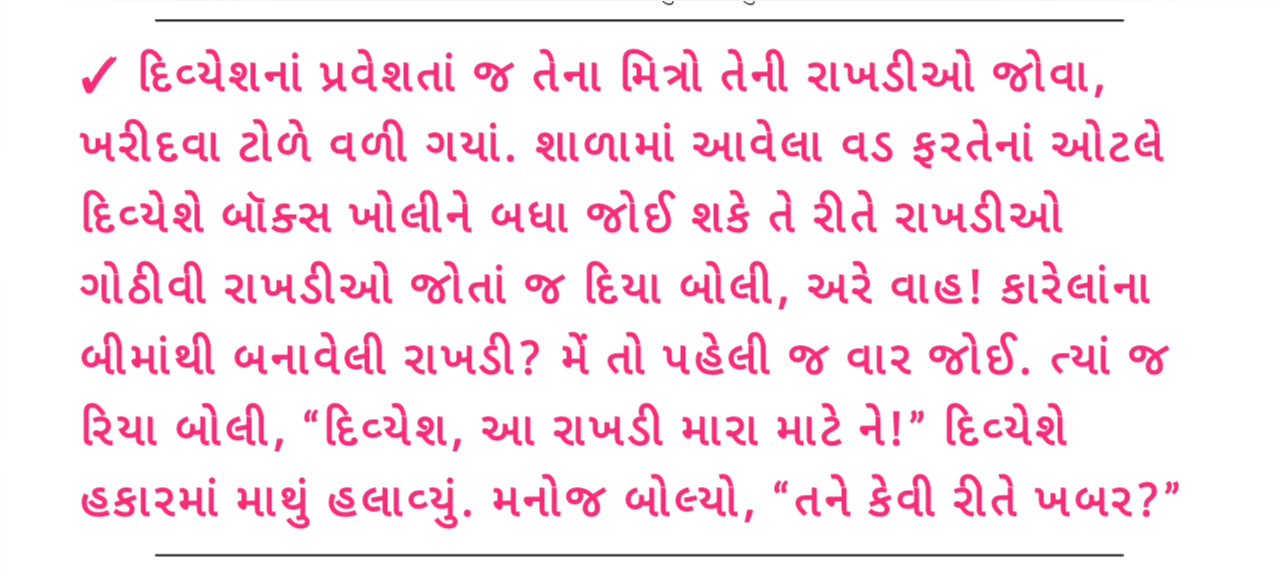 ✓ દિવ્યેશનાં પ્રવેશતાં જ તેના મિત્રો તેની રાખડીઓ જોવા,
ખરીદવા ટોળે વળી ગયાં. શાળામાં આવેલા વડ ફરતેનાં ઓટલે
દિવ્યેશે બૉક્સ ખોલીને બધા જોઈ શકે તે રીતે રાખડીઓ
ગોઠીવી રાખડીઓ જોતાં જ દિયા બોલી, અરે વાહ! કારેલાંના
બીમાંથી બનાવેલી રાખડી? મેં તો પહેલી જ વાર જોઈ. ત્યાં જ
રિયા બોલી, “દિવ્યેશ, આ રાખડી મારા માટે ને!” દિવ્યેશે
હકારમાં માથું હલાવ્યું. મનોજ બોલ્યો, “તને કેવી રીતે ખબર?”